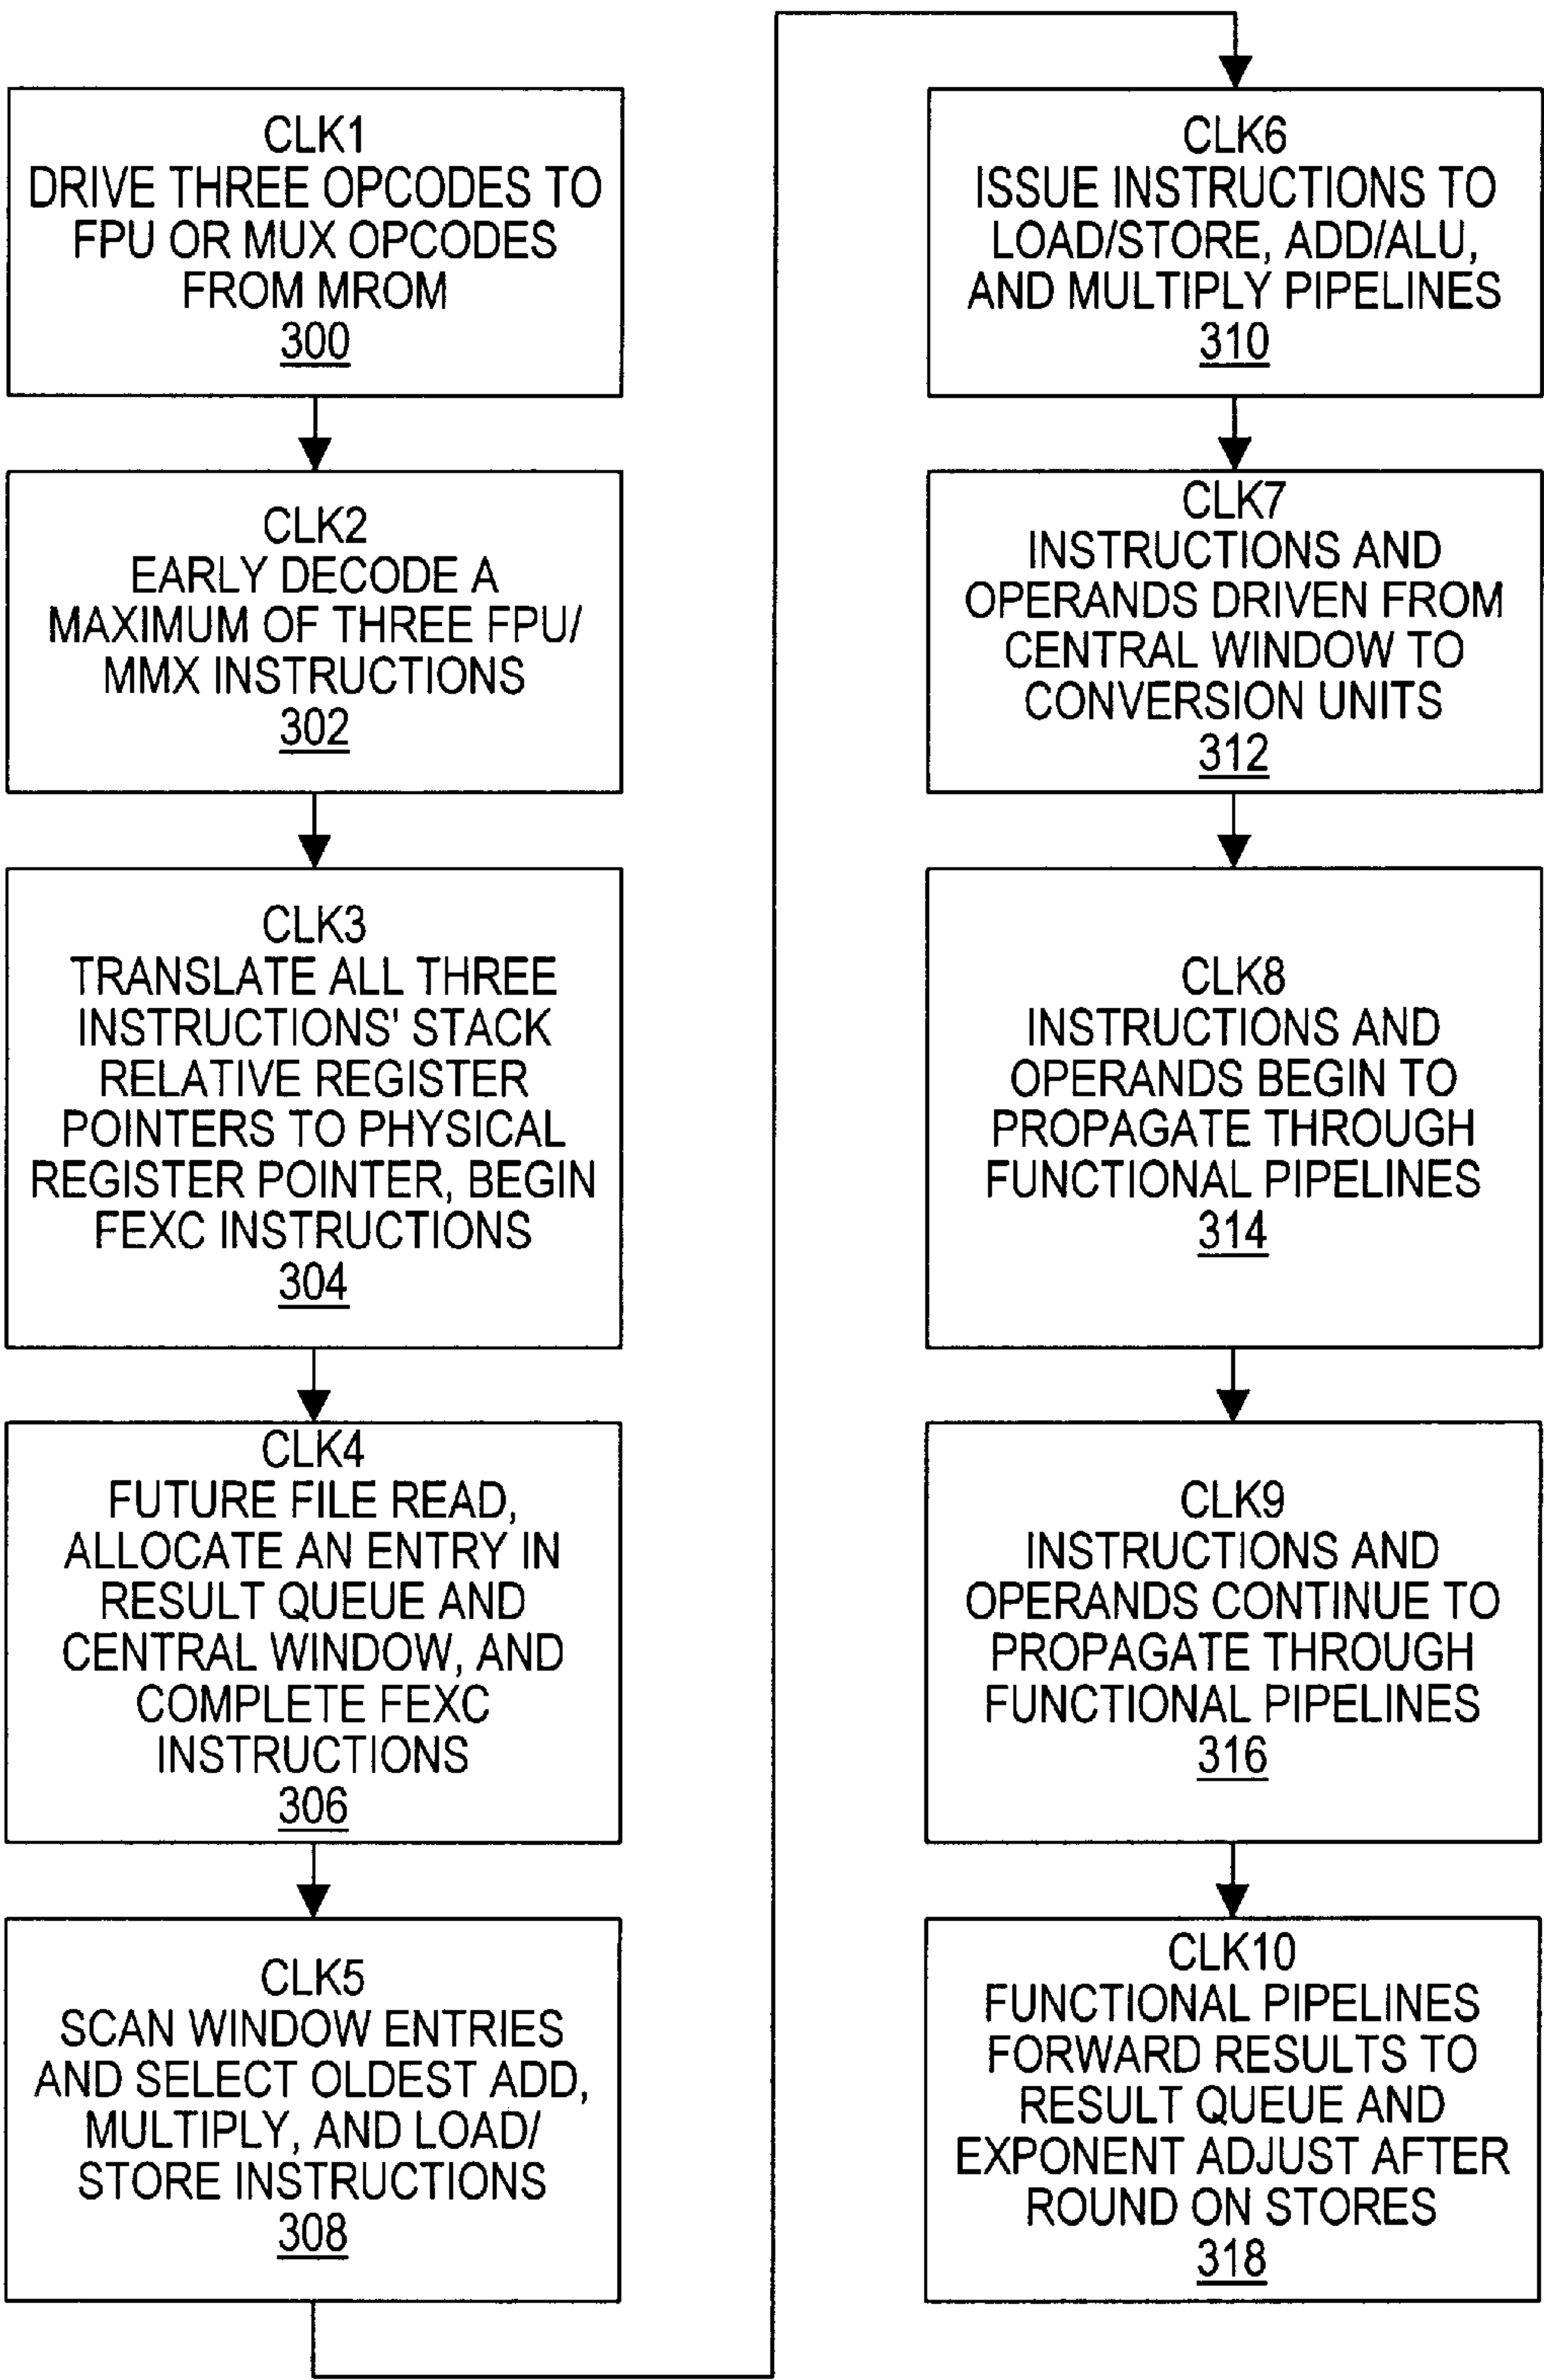 CLK1
DRIVE THREE OPCODES TO
FPU OR MUX OPCODES
FROM MROM
300
CLK2
EARLY DECODE A
MAXIMUM OF THREE FPU/
MMX INSTRUCTIONS
302
CLK3
TRANSLATE ALL THREE
INSTRUCTIONS' STACK
RELATIVE REGISTER
POINTERS TO PHYSICAL
REGISTER POINTER, BEGIN
FEXC INSTRUCTIONS
304
CLK4
FUTURE FILE READ,
ALLOCATE AN ENTRY IN
RESULT QUEUE AND
CENTRAL WINDOW, AND
COMPLETE FEXC
INSTRUCTIONS
306
CLK5
SCAN WINDOW ENTRIES
AND SELECT OLDEST ADD,
MULTIPLY, AND LOAD/
STORE INSTRUCTIONS
308
CLK6
ISSUE INSTRUCTIONS TO
LOAD/STORE, ADD/ALU,
AND MULTIPLY PIPELINES
310
CLK7
INSTRUCTIONS AND
OPERANDS DRIVEN FROM
CENTRAL WINDOW TO
CONVERSION UNITS
312
CLK8
INSTRUCTIONS AND
OPERANDS BEGIN TO
PROPAGATE THROUGH
FUNCTIONAL PIPELINES
314
CLK9
INSTRUCTIONS AND
OPERANDS CONTINUE TO
PROPAGATE THROUGH
FUNCTIONAL PIPELINES
316
CLK10
FUNCTIONAL PIPELINES
FORWARD RESULTS TO
RESULT QUEUE AND
EXPONENT ADJUST AFTER
ROUND ON STORES
318